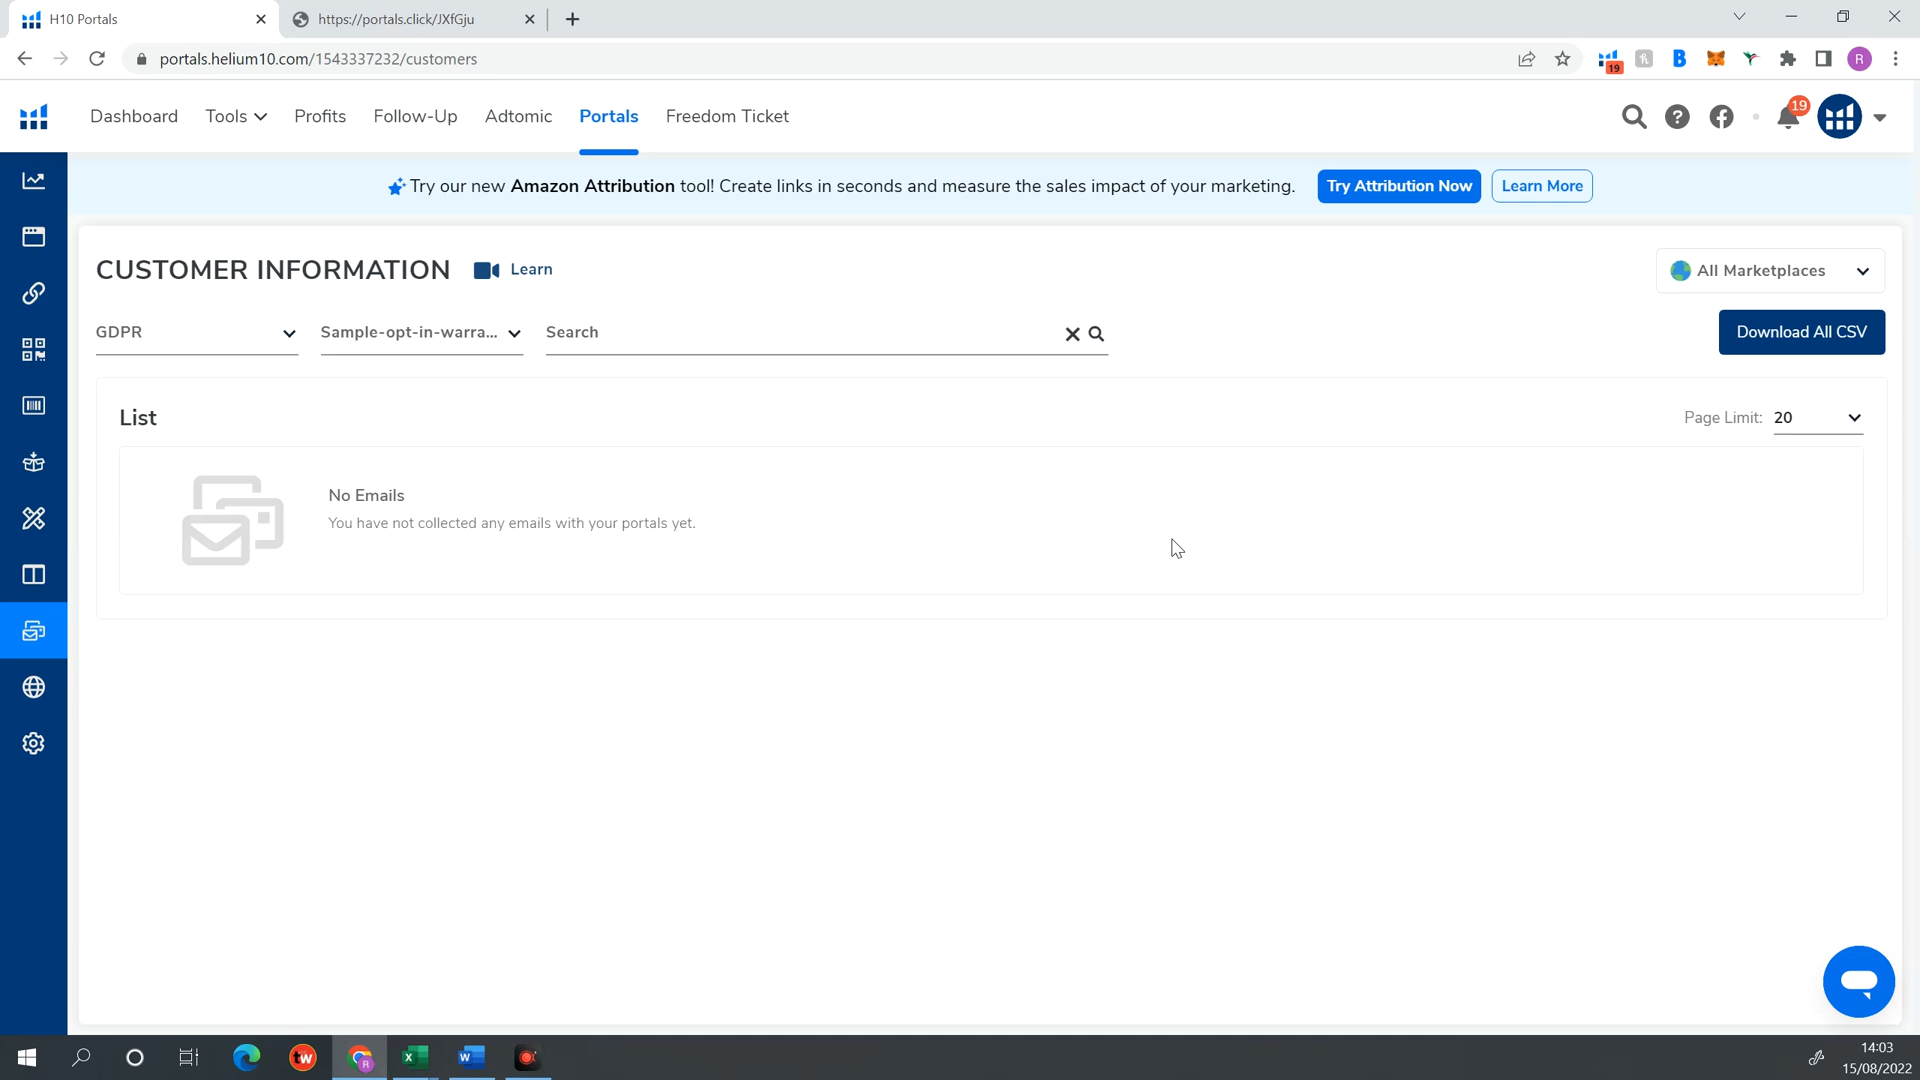 H10 Portals
https://portals.click/JXfGju
portals.helium10.com/1543337232/customers
19
R
Dashboard
Tools
Profits
Follow-Up
Adtomic
Portals
Freedom Ticket
19
Try our new Amazon Attribution tool! Create links in seconds and measure the sales impact of your marketing.
Try Attribution Now
Learn More
CUSTOMER INFORMATION
Learn
All Marketplaces
GDPR
Sample-opt-in-warra...
Search
Download All CSV
List
Page Limit: 20
No Emails
You have not collected any emails with your portals yet.
tw
R
14:03
15/08/2022